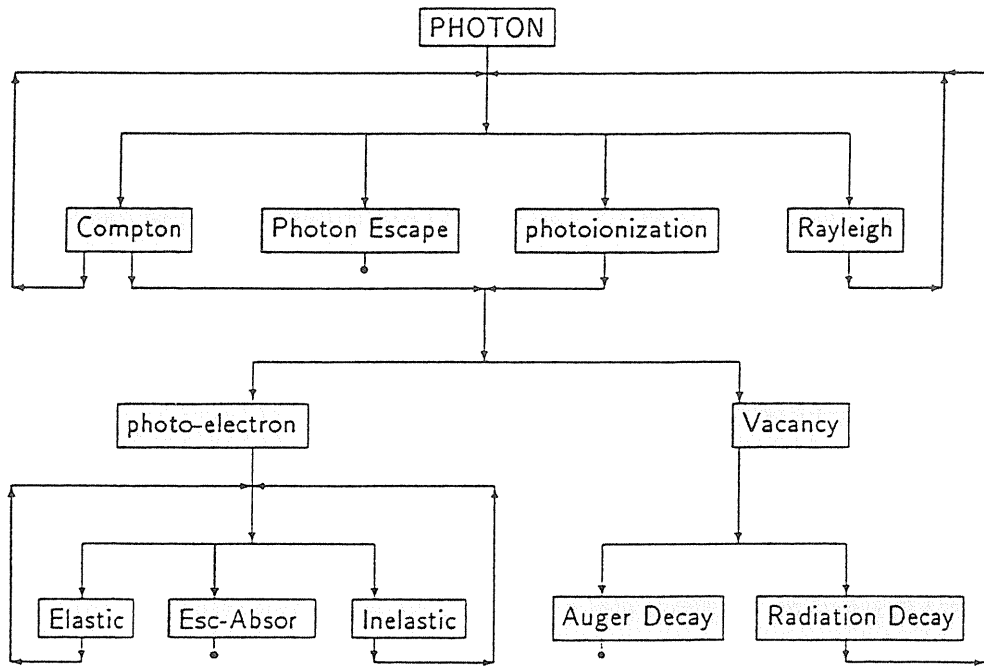 PHOTON
Compton
Photon Escape
photoionization
Rayleigh
photo-electron
Vacancy
Elastic
Esc-Absor
Inelastic
Auger Decay
Radiation Decay